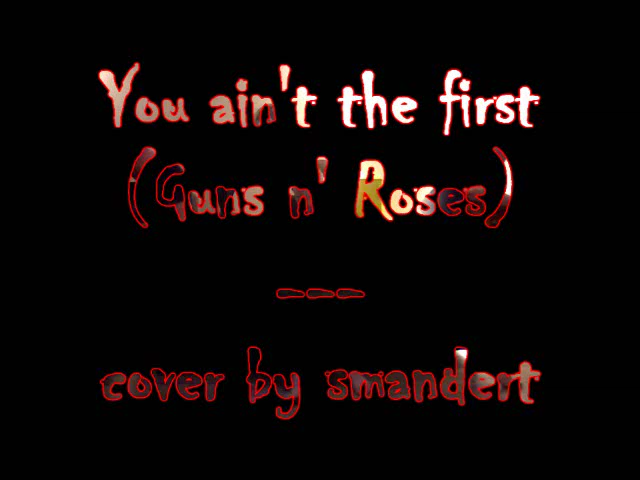 You ain't the first
(Guns n' Roses)
---
cover by smandert